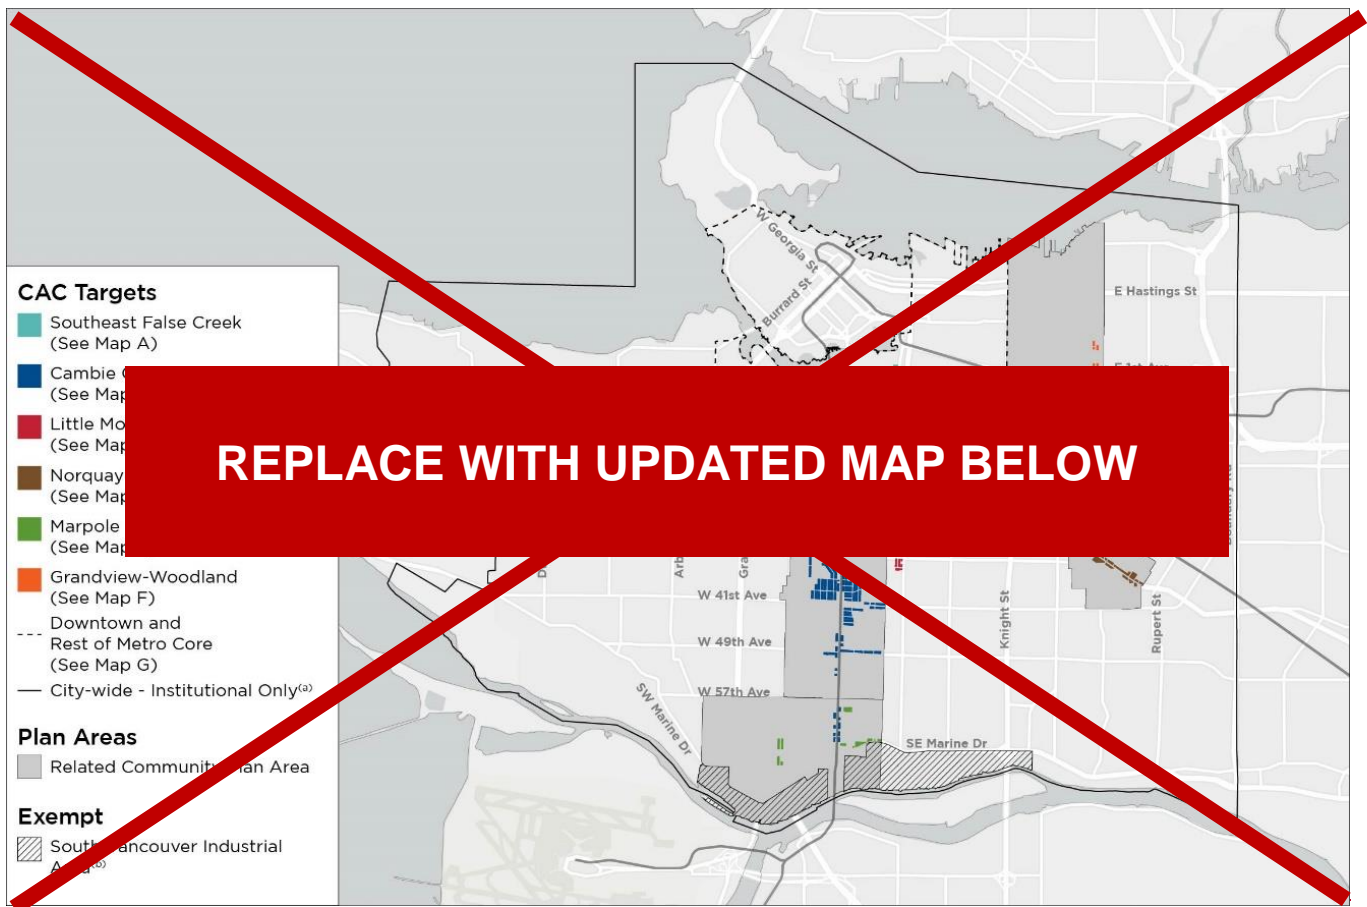 CAC Targets
Southeast False Creek
(See Map A)
Cambie
(See Map
Little
(See Map
Norquay
(See Map
Marpole
(See Map
Grandview-Woodland
(See Map F)
Downtown and
Rest of Metro Core
(See Map G)
City-wide - Institutional Only(a)
Plan Areas
Related Community Plan Area
Exempt
South Vancouver Industrial
Area(b)
W Georgia St
Burrard St
E Hastings St
REPLACE WITH UPDATED MAP BELOW
W 41st Ave
W 49th Ave
W 57th Ave
SW Marine Dr
SE Marine Dr
Knight St
Rupert St